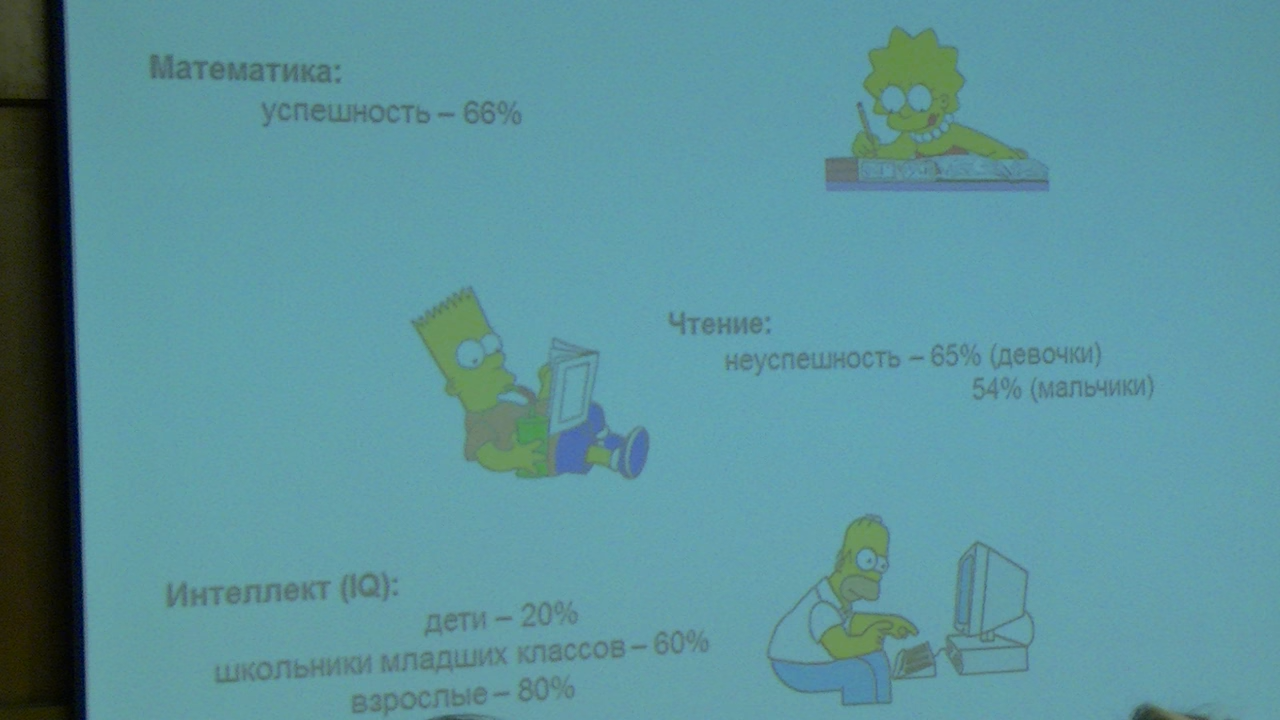 Математика:
успешность – 66%
Чтение:
неуспешность – 65% (девочки)
54% (мальчики)
Интеллект (IQ):
дети – 20%
школьники младших классов – 60%
взрослые – 80%